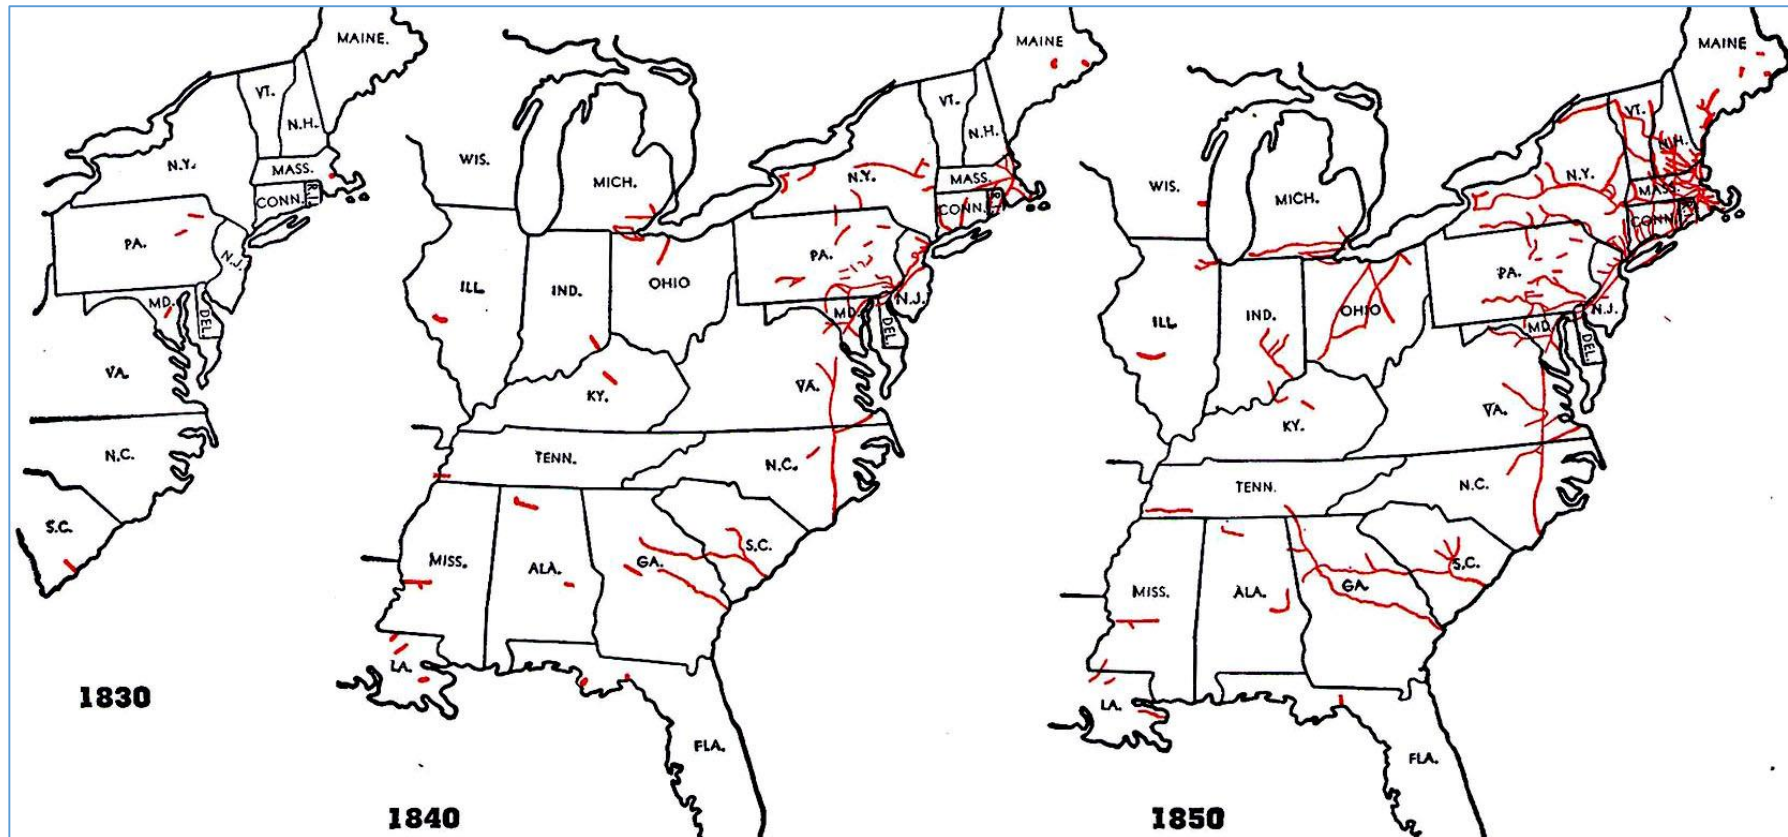 MAINE.
VT.
N.H.
N.Y.
MASS.
CONN.
R.I.
PA.
N.J.
MD.
DEL.
VA.
N.C.
S.C.
1830
MAINE
VT.
N.H.
WIS.
MICH.
N.Y.
MASS.
CONN.
R.I.
PA.
ILL.
IND.
OHIO
N.J.
MD.
DEL.
KY.
VA.
TENN.
N.C.
MISS.
ALA.
GA.
S.C.
LA.
FLA.
1840
MAINE
VT.
N.H.
WIS.
MICH.
N.Y.
MASS.
CONN.
PA.
ILL.
IND.
OHIO
N.J.
MD.
DEL.
KY.
VA.
TENN.
N.C.
MISS.
ALA.
GA.
S.C.
LA.
FLA.
1850